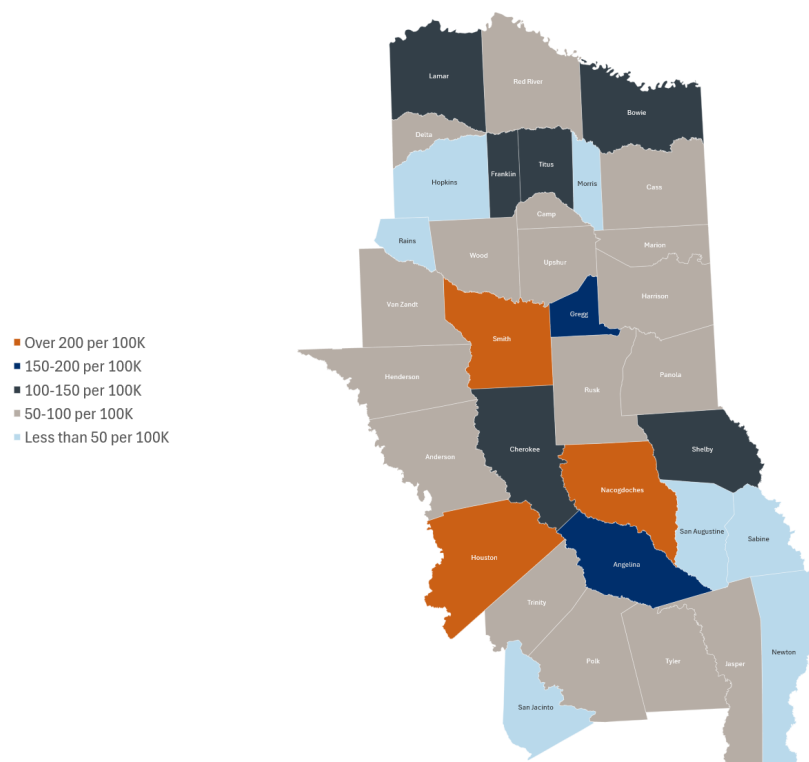 Lamar
Red River
Bowie
Delta
Hopkins
Franklin
Titus
Morris
Cass
Camp
Rains
Wood
Upshur
Marion
Van Zandt
Gregg
Harrison
Over 200 per 100K
150-200 per 100K
100-150 per 100K
50-100 per 100K
Less than 50 per 100K
Smith
Henderson
Rusk
Panola
Anderson
Cherokee
Shelby
Nacogdoches
San Augustine
Sabine
Houston
Angelina
Trinity
Polk
Tyler
Jasper
Newton
San Jacinto